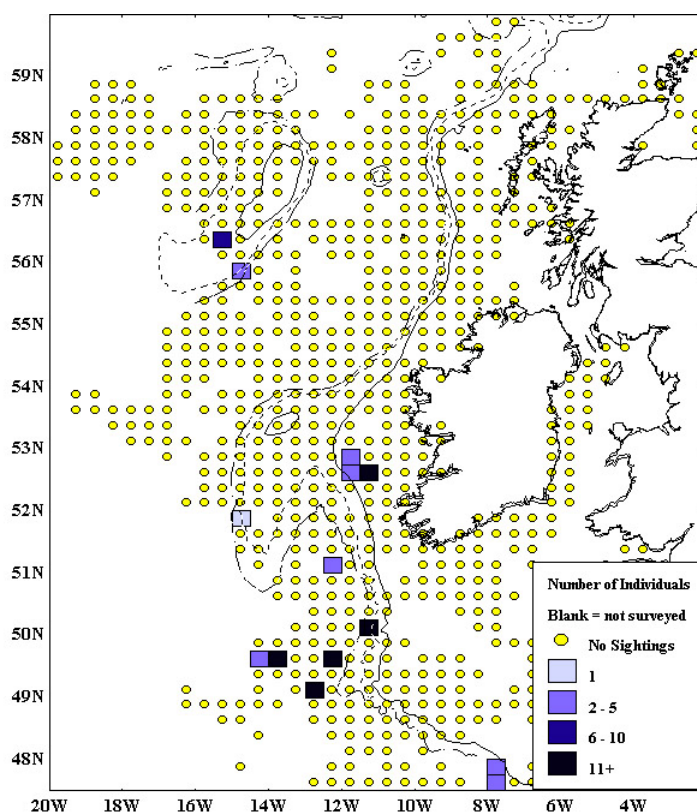 59N
58N
57N
56N
55N
54N
53N
52N
51N
50N
49N
48N
Number of Individuals
Blank = not surveyed
No Sightings
1
2 - 5
6 - 10
11+
20W 18W 16W 14W 12W 10W 8W 6W 4W